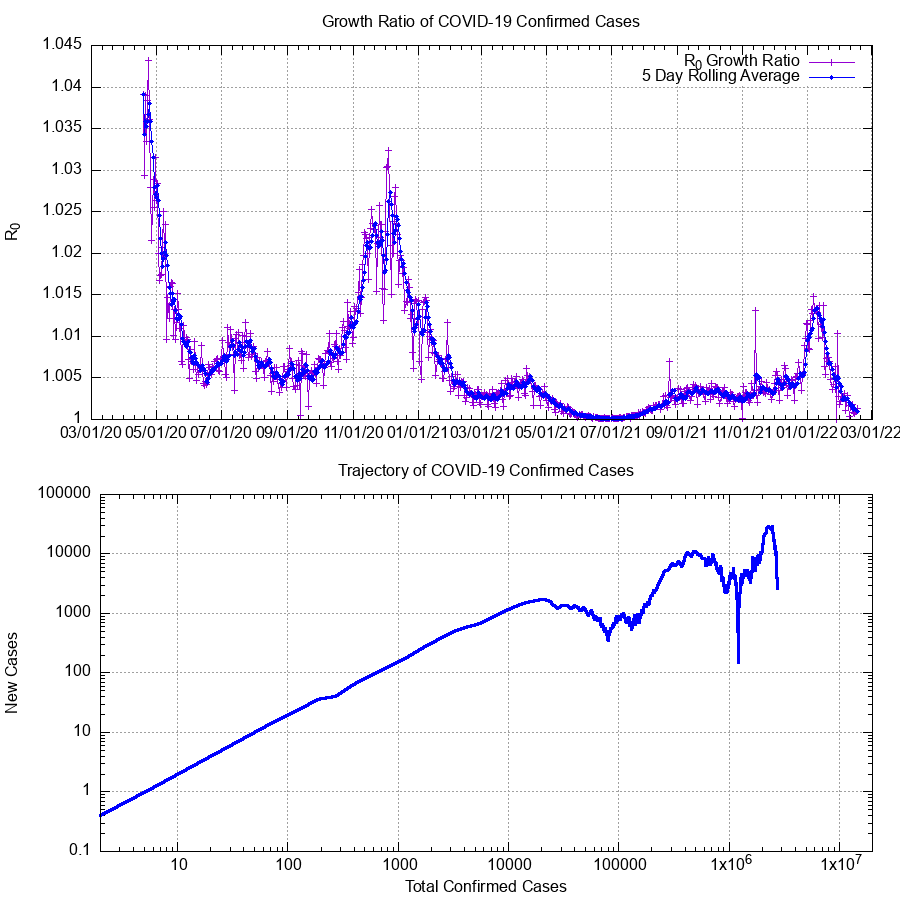 Growth Ratio of COVID-19 Confirmed Cases
1.045
1.04
1.035
1.03
1.025
1.02
1.015
1.01
1.005
1
R0
R0 Growth Ratio
5 Day Rolling Average
03/01/20 05/01/20 07/01/20 09/01/20 11/01/20 01/01/21 03/01/21 05/01/21 07/01/21 09/01/21 11/01/21 01/01/22 03/01/22
Trajectory of COVID-19 Confirmed Cases
100000
10000
1000
100
10
1
0.1
New Cases
10 100 1000 10000 100000 1x10⁶ 1x10⁷
Total Confirmed Cases